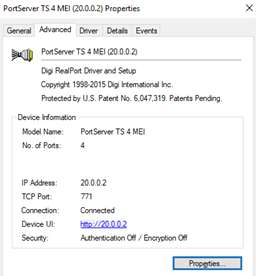 PortServer TS 4 MEI (20.0.0.2) Properties
General Advanced Driver Details Events
PortServer TS 4 MEI (20.0.0.2)
Digi RealPort Driver and Setup
Copyright 1998-2015 Digi International Inc.
Protected by U.S. Patent No. 6,047,319. Patents Pending.
Device Information
Model Name: PortServer TS 4 MEI
No. of Ports: 4
IP Address: 20.0.0.2
TCP Port: 771
Connection: Connected
Device UI: http://20.0.0.2
Security: Authentication Off / Encryption Off
Properties...